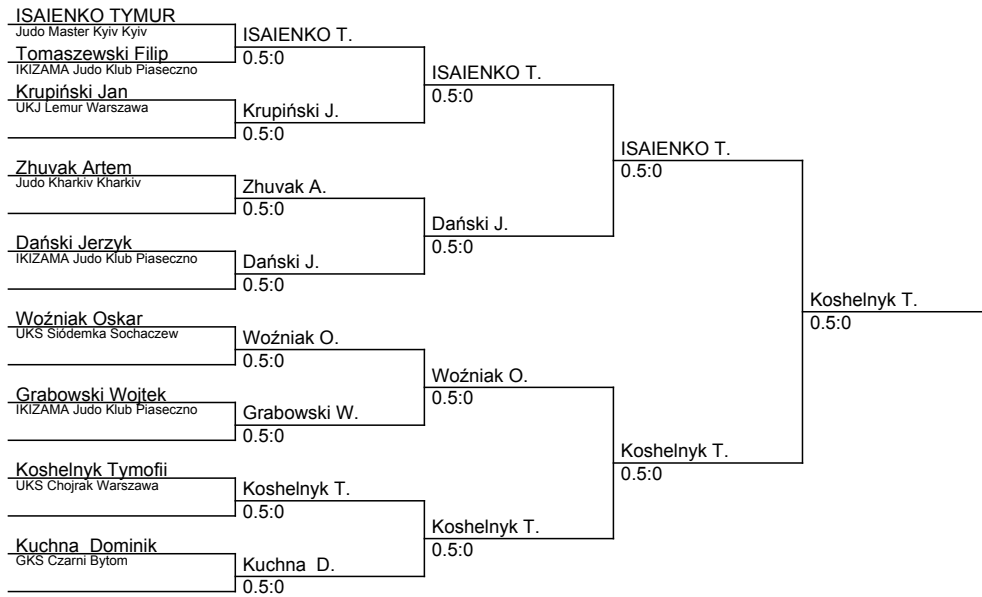 ISAIENKO TYMUR
Judo Master Kyiv Kyiv
Tomaszewski Filip
IKIZAMA Judo Klub Piaseczno
Krupiński Jan
UKJ Lemur Warszawa
Zhuvak Artem
Judo Kharkiv Kharkiv
Dański Jerzyk
IKIZAMA Judo Klub Piaseczno
Woźniak Oskar
UKS Siódemka Sochaczew
Grabowski Wojtek
IKIZAMA Judo Klub Piaseczno
Koshelnyk Tymofii
UKS Chojrak Warszawa
Kuchna  Dominik
GKS Czarni Bytom
ISAIENKO T.
0.5:0
Krupiński J.
0.5:0
Zhuvak A.
0.5:0
Dański J.
0.5:0
Woźniak O.
0.5:0
Grabowski W.
0.5:0
Koshelnyk T.
0.5:0
Kuchna  D.
0.5:0
ISAIENKO T.
0.5:0
Dański J.
0.5:0
Woźniak O.
0.5:0
Koshelnyk T.
0.5:0
ISAIENKO T.
0.5:0
Koshelnyk T.
0.5:0
Koshelnyk T.
0.5:0